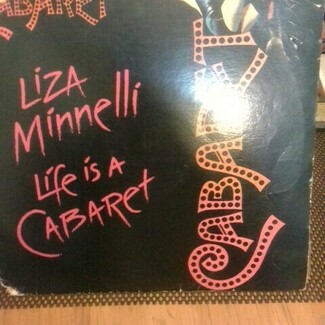 CABARET
Liza
Minnelli
Life is a
Cabaret
CABARET